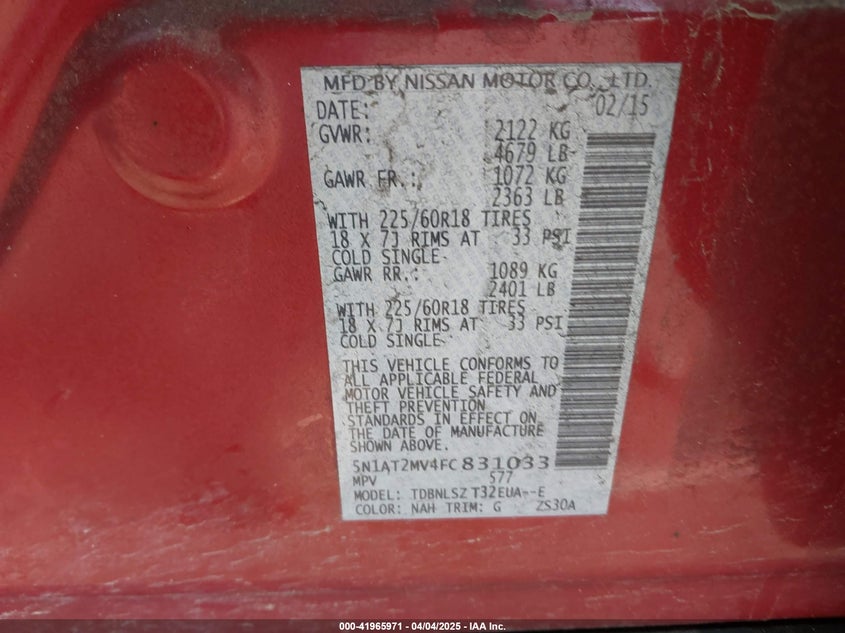 MFD BY NISSAN MOTOR CO., LTD.
DATE: 02/15
GVWR: 2122 KG
4679 LB
GAWR FR.: 1072 KG
2363 LB
WITH 225/60R18 TIRES
18 X 7J RIMS AT 33 PSI
COLD SINGLE
GAWR RR.: 1089 KG
2401 LB
WITH 225/60R18 TIRES
18 X 7J RIMS AT 33 PSI
COLD SINGLE
THIS VEHICLE CONFORMS TO
ALL APPLICABLE FEDERAL
MOTOR VEHICLE SAFETY AND
THEFT PREVENTION
STANDARDS IN EFFECT ON
THE DATE OF MANUFACTURE
SHOWN ABOVE.
5N1AT2MV4FC831033
MPV 577
MODEL: TDBNLSZ T32EUA--E
COLOR: NAH TRIM: G ZS30A
000-41965971 - 04/04/2025 - IAA Inc.